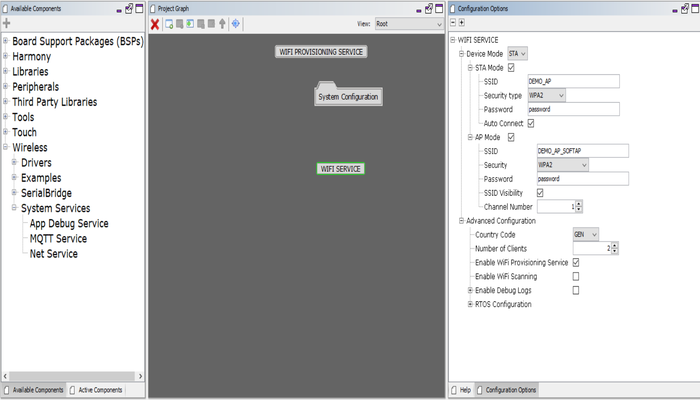 Available Components
Board Support Packages (BSPs)
Harmony
Libraries
Peripherals
Third Party Libraries
Tools
Touch
Wireless
Drivers
Examples
SerialBridge
System Services
App Debug Service
MQTT Service
Net Service
Available Components
Active Components
Project Graph
View: Root
WIFI PROVISIONING SERVICE
System Configuration
WIFI SERVICE
Configuration Options
WIFI SERVICE
Device Mode STA
STA Mode
SSID DEMO_AP
Security type WPA2
Password password
Auto Connect
AP Mode
SSID DEMO_AP_SOFTAP
Security WPA2
Password password
SSID Visibility
Channel Number 1
Advanced Configuration
Country Code GEN
Number of Clients 2
Enable WiFi Provisioning Service
Enable WiFi Scanning
Enable Debug Logs
RTOS Configuration
Help
Configuration Options